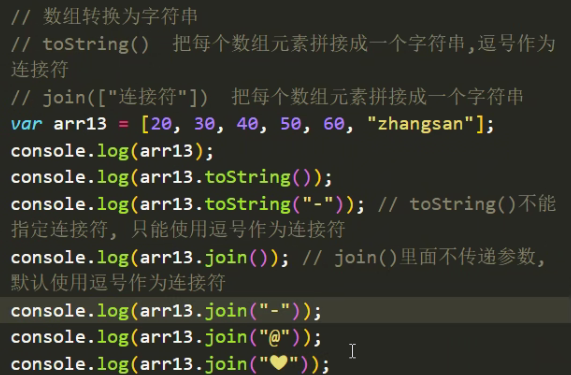 // 数组转换为字符串
// toString()  把每个数组元素拼接成一个字符串,逗号作为
连接符
// join(["连接符"])  把每个数组元素拼接成一个字符串
var arr13 = [20, 30, 40, 50, 60, "zhangsan"];
console.log(arr13);
console.log(arr13.toString());
console.log(arr13.toString("-")); // toString()不能
指定连接符, 只能使用逗号作为连接符
console.log(arr13.join()); // join()里面不传递参数,
默认使用逗号作为连接符
console.log(arr13.join("-"));
console.log(arr13.join("@"));
console.log(arr13.join("♥"));